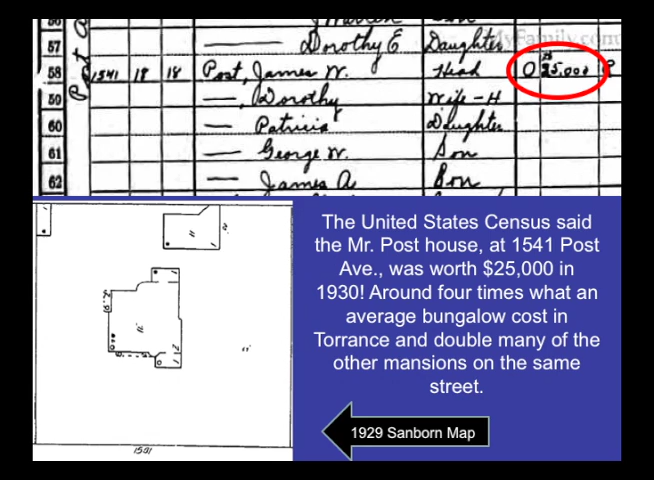 57 Dorothy E Daughter
MyFamily.com
58 1541 18 18 Post, James W. Head O 25,000 R
59 Dorothy Wife-H
60 Patricia Daughter
61 George W. Son
62 James A. Son
The United States Census said
the Mr. Post house, at 1541 Post
Ave., was worth $25,000 in
1930! Around four times what an
average bungalow cost in
Torrance and double many of the
other mansions on the same
street.
1929 Sanborn Map